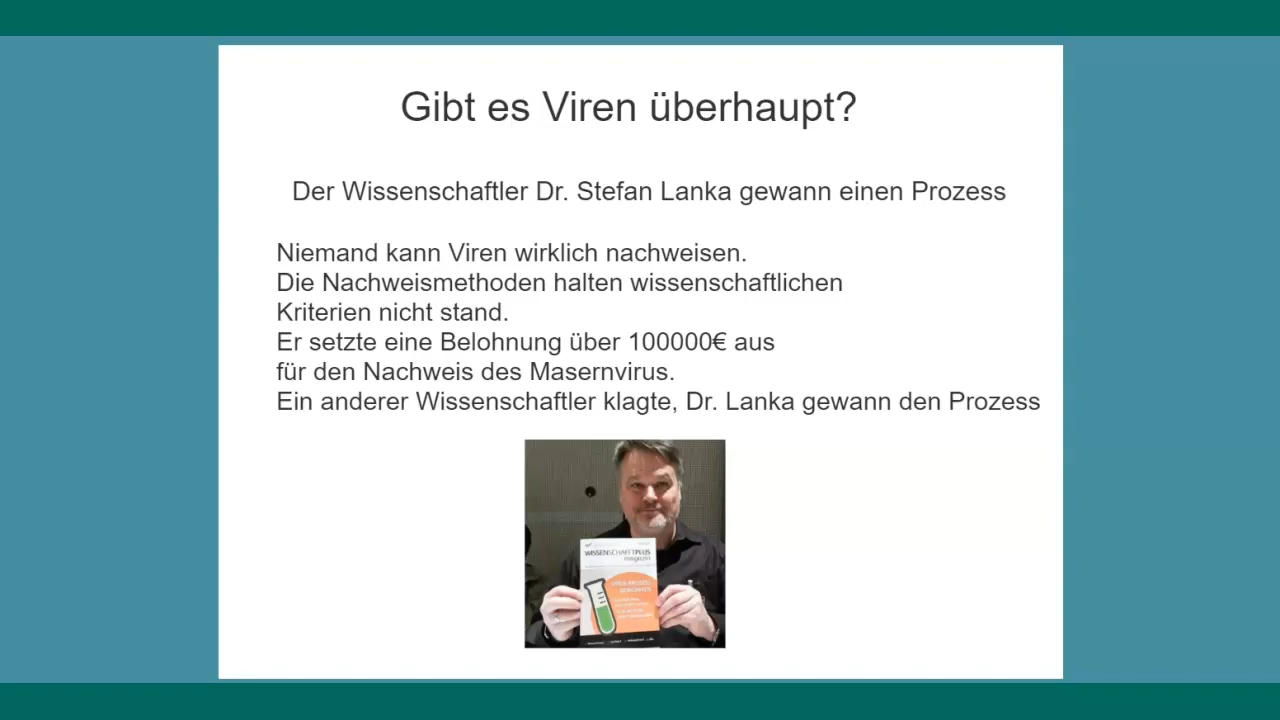 Gibt es Viren überhaupt?
Der Wissenschaftler Dr. Stefan Lanka gewann einen Prozess
Niemand kann Viren wirklich nachweisen.
Die Nachweismethoden halten wissenschaftlichen
Kriterien nicht stand.
Er setzte eine Belohnung über 100000€ aus
für den Nachweis des Masernvirus.
Ein anderer Wissenschaftler klagte, Dr. Lanka gewann den Prozess
WISSENSCHAFFTPLUS
magazin